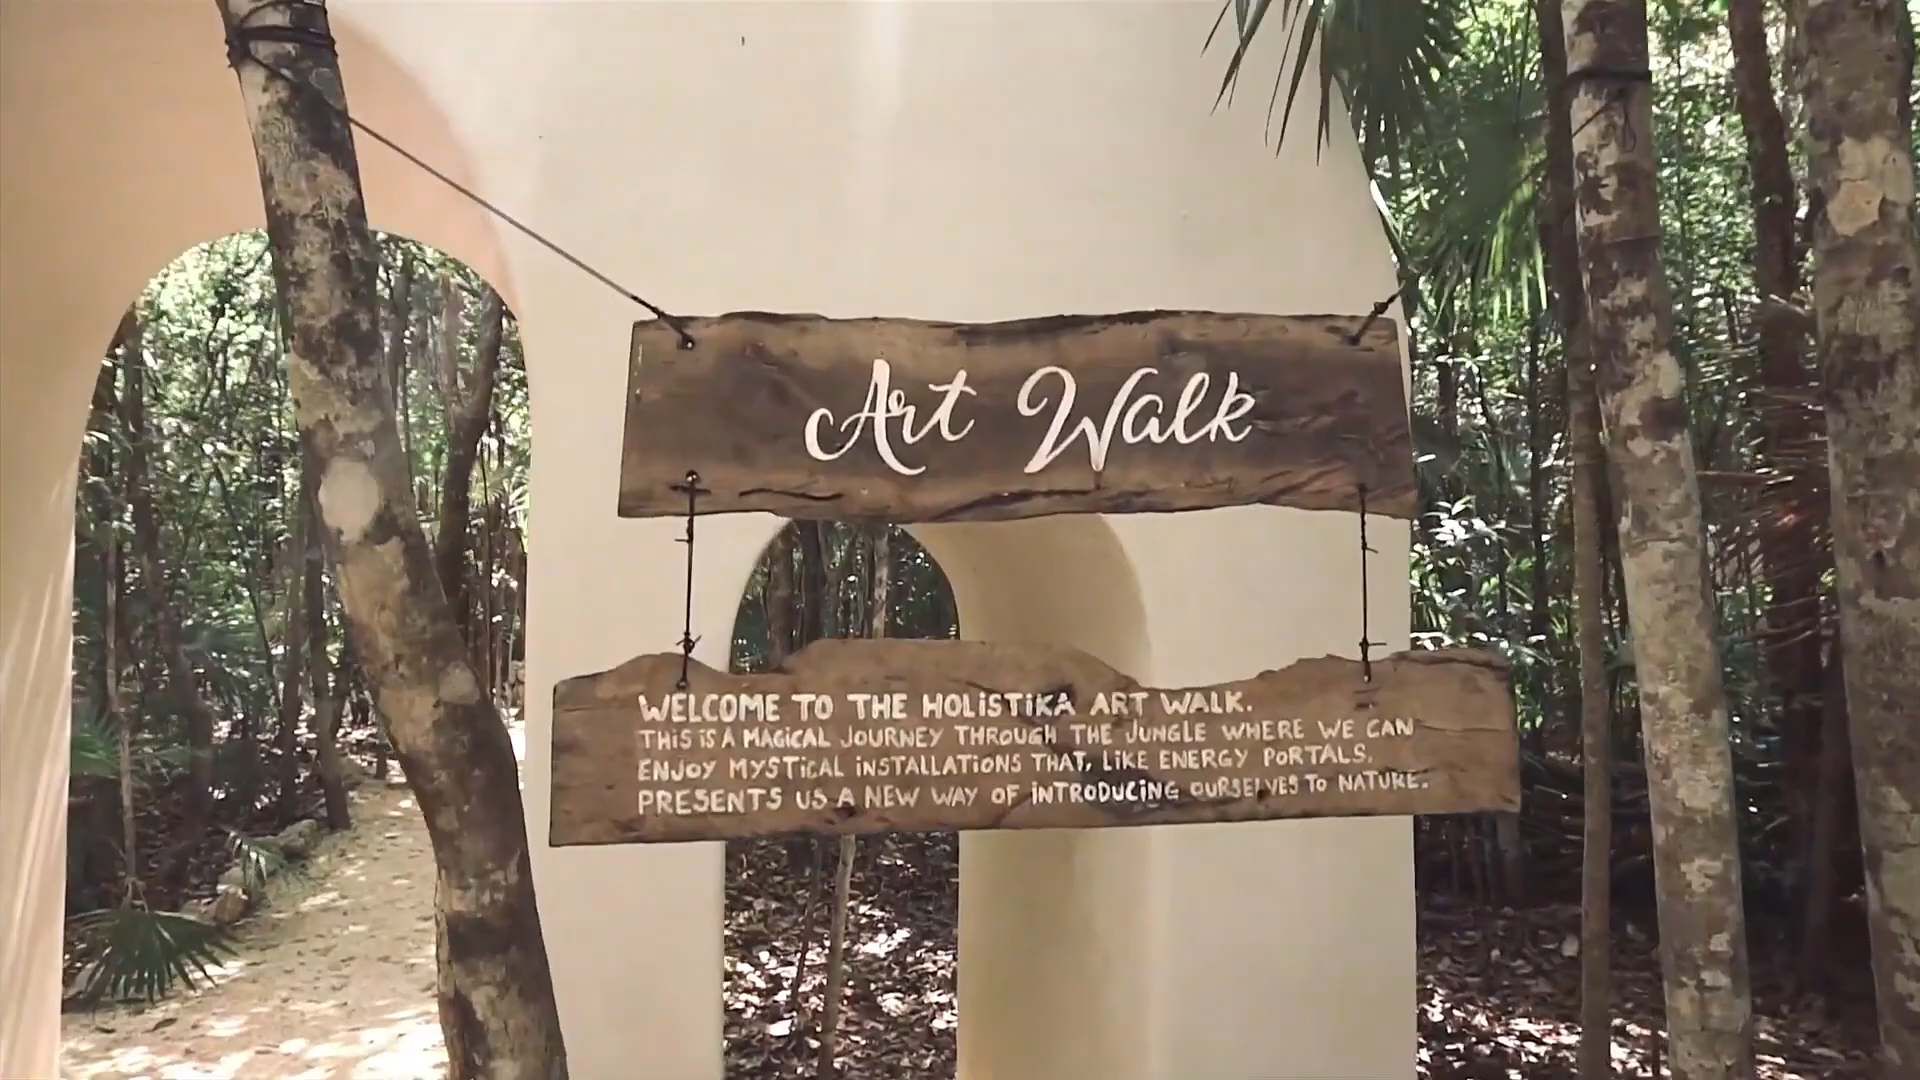 Art Walk
WELCOME TO THE HOLiSTiKA ART WALK.
THiS iS A MAGiCAL JOURNEY THROUGH THE JUNGLE WHERE WE CAN
ENJOY MYSTiCAL iNSTALLATiONS THAT, LiKE ENERGY PORTALS,
PRESENTS US A NEW WAY OF iNTRODUCiNG OURSELVES TO NATURE.